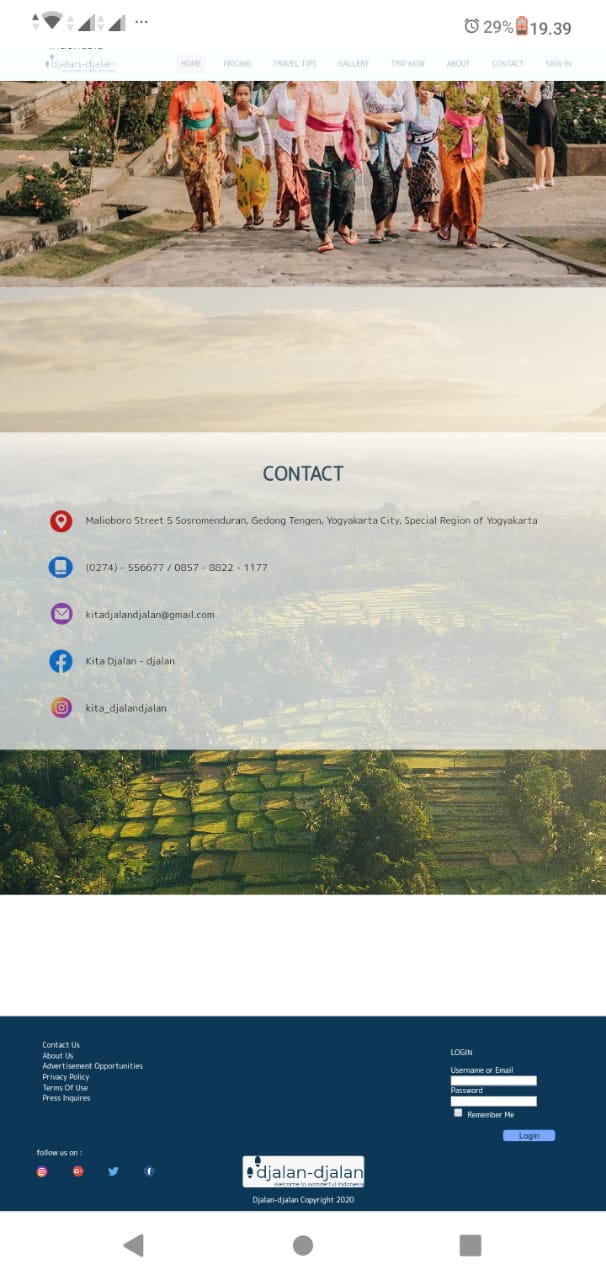 29% 19.39
djalan-djalan HOME PRICING TRAVEL TIPS GALLERY TRIP NOW ABOUT CONTACT SIGN IN
CONTACT
Malioboro Street 5 Sosromenduran, Gedong Tengen, Yogyakarta City, Special Region of Yogyakarta
(0274) - 556677 / 0857 - 8822 - 1177
kitadjalandjalan@gmail.com
Kita Djalan - djalan
kita_djalandjalan
Contact Us
About Us
Advertisement Opportunities
Privacy Policy
Terms Of Use
Press Inquires
LOGIN
Username or Email
Password
Remember Me
Login
follow us on :
djalan-djalan
welcome to wonderful indonesia
Djalan-djalan Copyright 2020